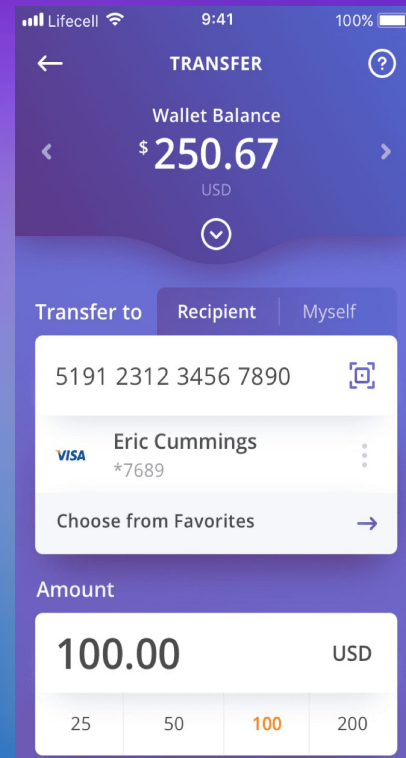 Lifecell 9:41 100%
TRANSFER ?
Wallet Balance
$ 250.67
USD
Transfer to Recipient Myself
5191 2312 3456 7890
VISA Eric Cummings
*7689
Choose from Favorites
Amount
100.00 USD
25 50 100 200